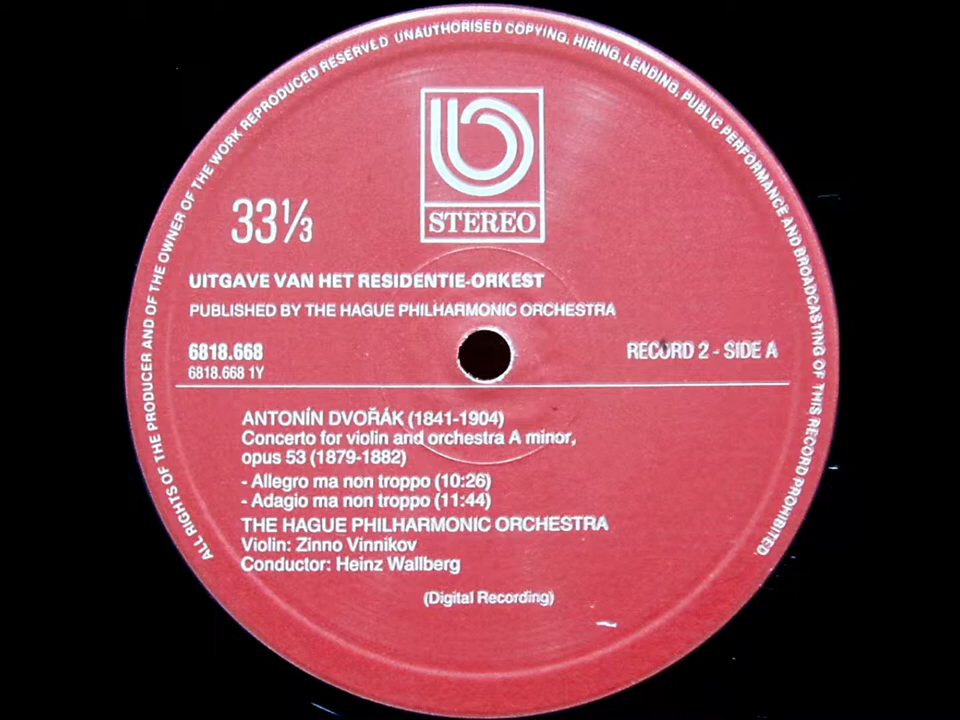 ALL RIGHTS OF THE PRODUCER AND OF THE OWNER OF THE WORK REPRODUCED RESERVED UNAUTHORISED COPYING, HIRING, LENDING, PUBLIC PERFORMANCE AND BROADCASTING OF THIS RECORD PROHIBITED.
STEREO
33⅓
UITGAVE VAN HET RESIDENTIE-ORKEST
PUBLISHED BY THE HAGUE PHILHARMONIC ORCHESTRA
6818.668
RECORD 2 - SIDE A
6818.668 1Y
ANTONÍN DVOŘÁK (1841-1904)
Concerto for violin and orchestra A minor,
opus 53 (1879-1882)
- Allegro ma non troppo (10:26)
- Adagio ma non troppo (11:44)
THE HAGUE PHILHARMONIC ORCHESTRA
Violin: Zinno Vinnikov
Conductor: Heinz Wallberg
(Digital Recording)